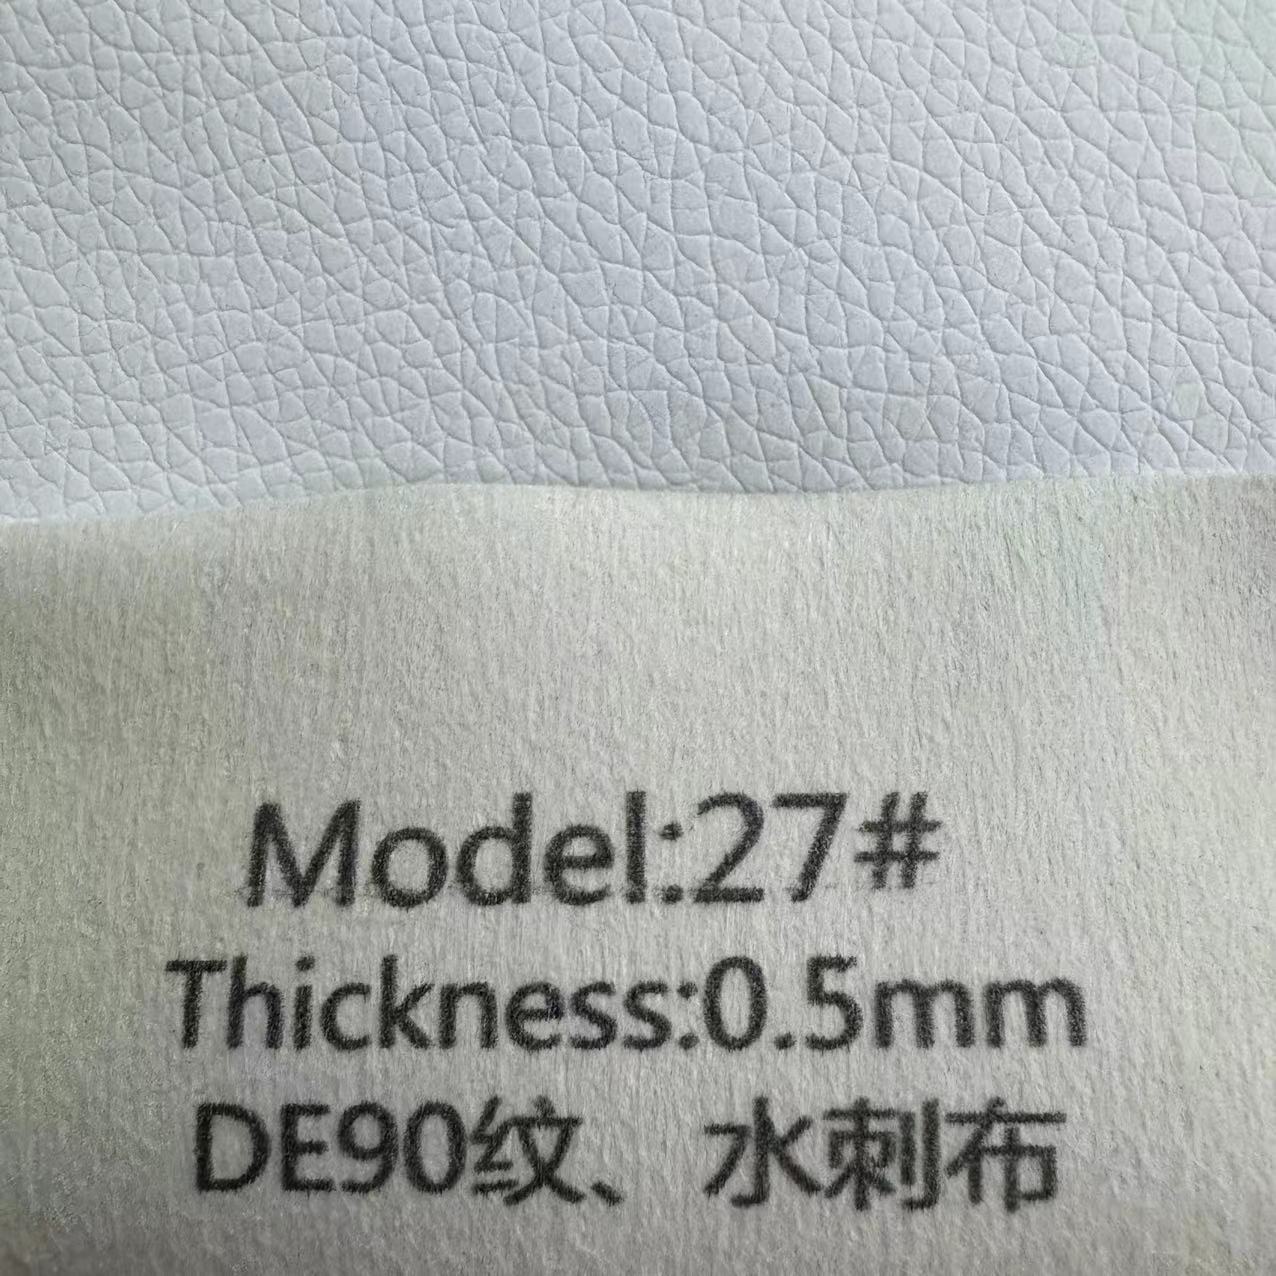 Model:27#
Thickness:0.5mm
DE90纹、水刺布